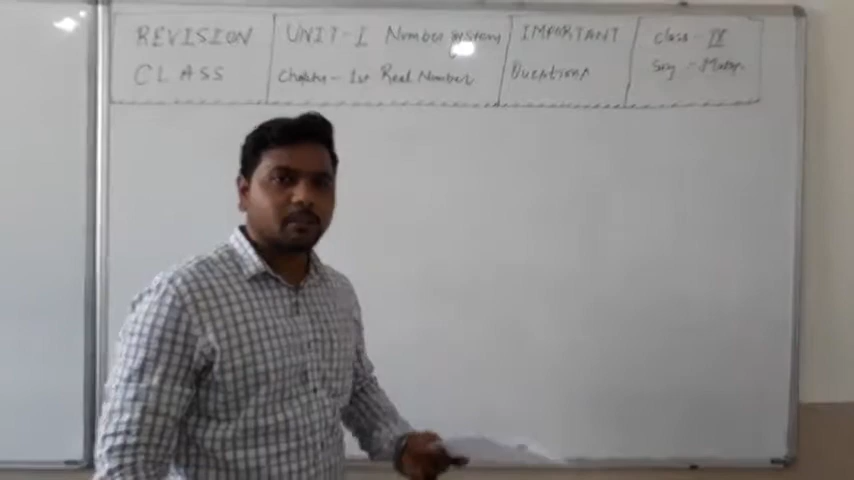 REVISION
CLASS
UNIT-I Number system
Chapter - 1st Real Number
IMPORTANT
Questions
Class - IX